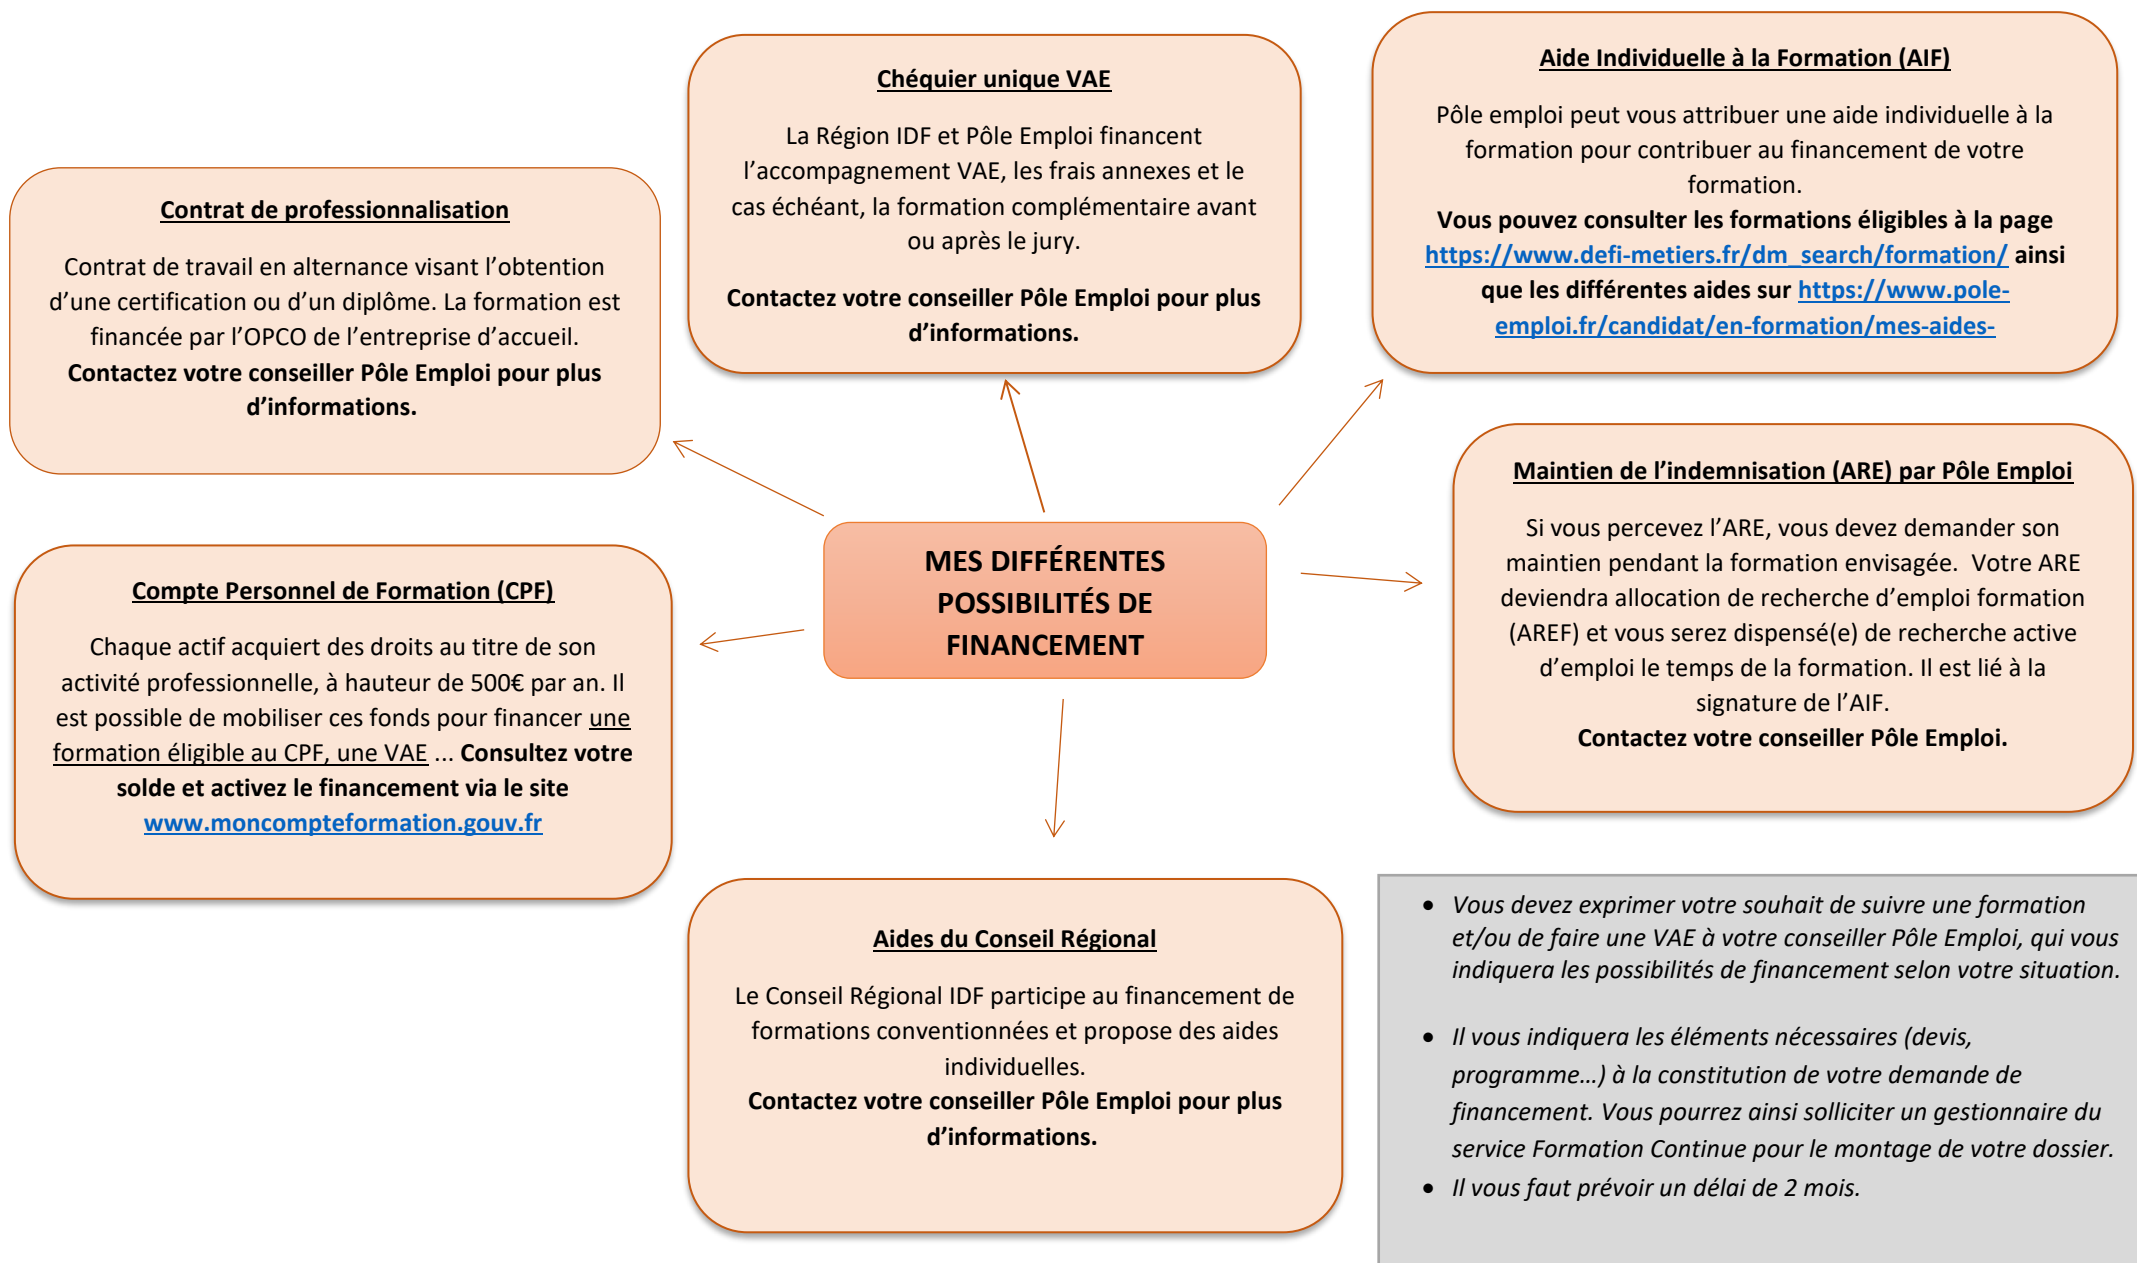 Chéquier unique VAE
La Région IDF et Pôle Emploi financent
l’accompagnement VAE, les frais annexes et le
cas échéant, la formation complémentaire avant
ou après le jury.
Contactez votre conseiller Pôle Emploi pour plus
d’informations.
Aide Individuelle à la Formation (AIF)
Pôle emploi peut vous attribuer une aide individuelle à la
formation pour contribuer au financement de votre
formation.
Vous pouvez consulter les formations éligibles à la page
https://www.defi-metiers.fr/dm_search/formation/ ainsi
que les différentes aides sur https://www.pole-
emploi.fr/candidat/en-formation/mes-aides-
Contrat de professionnalisation
Contrat de travail en alternance visant l’obtention
d’une certification ou d’un diplôme. La formation est
financée par l’OPCO de l’entreprise d’accueil.
Contactez votre conseiller Pôle Emploi pour plus
d’informations.
Maintien de l’indemnisation (ARE) par Pôle Emploi
Si vous percevez l’ARE, vous devez demander son
maintien pendant la formation envisagée.  Votre ARE
deviendra allocation de recherche d’emploi formation
(AREF) et vous serez dispensé(e) de recherche active
d’emploi le temps de la formation. Il est lié à la
signature de l’AIF.
Contactez votre conseiller Pôle Emploi.
MES DIFFÉRENTES
POSSIBILITÉS DE
FINANCEMENT
Compte Personnel de Formation (CPF)
Chaque actif acquiert des droits au titre de son
activité professionnelle, à hauteur de 500€ par an. Il
est possible de mobiliser ces fonds pour financer une
formation éligible au CPF, une VAE ... Consultez votre
solde et activez le financement via le site
www.moncompteformation.gouv.fr
Aides du Conseil Régional
Le Conseil Régional IDF participe au financement de
formations conventionnées et propose des aides
individuelles.
Contactez votre conseiller Pôle Emploi pour plus
d’informations.
• Vous devez exprimer votre souhait de suivre une formation
et/ou de faire une VAE à votre conseiller Pôle Emploi, qui vous
indiquera les possibilités de financement selon votre situation.
• Il vous indiquera les éléments nécessaires (devis,
programme…) à la constitution de votre demande de
financement. Vous pourrez ainsi solliciter un gestionnaire du
service Formation Continue pour le montage de votre dossier.
• Il vous faut prévoir un délai de 2 mois.